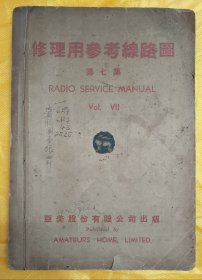 修理用參考線路圖
第七集
RADIO SERVICE MANUAL
Vol. VII
亞美股份有限公司出版
Published by
AMATEURS HOME, LIMITED.